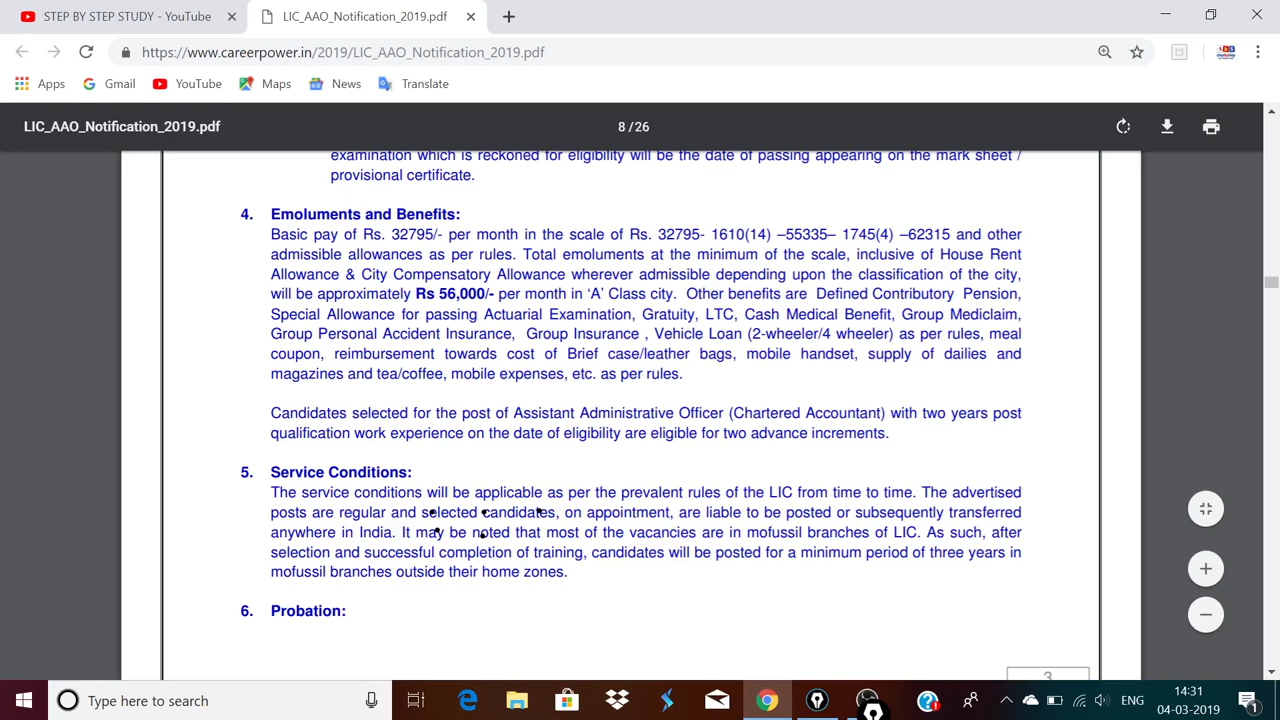 STEP BY STEP STUDY - YouTube
LIC_AAO_Notification_2019.pdf
https://www.careerpower.in/2019/LIC_AAO_Notification_2019.pdf
Apps Gmail YouTube Maps News Translate
LIC_AAO_Notification_2019.pdf 8 / 26
examination which is reckoned for eligibility will be the date of passing appearing on the mark sheet /
provisional certificate.
4. Emoluments and Benefits:
Basic pay of Rs. 32795/- per month in the scale of Rs. 32795- 1610(14) –55335– 1745(4) –62315 and other
admissible allowances as per rules. Total emoluments at the minimum of the scale, inclusive of House Rent
Allowance & City Compensatory Allowance wherever admissible depending upon the classification of the city,
will be approximately Rs 56,000/- per month in ‘A’ Class city. Other benefits are Defined Contributory Pension,
Special Allowance for passing Actuarial Examination, Gratuity, LTC, Cash Medical Benefit, Group Mediclaim,
Group Personal Accident Insurance, Group Insurance , Vehicle Loan (2-wheeler/4 wheeler) as per rules, meal
coupon, reimbursement towards cost of Brief case/leather bags, mobile handset, supply of dailies and
magazines and tea/coffee, mobile expenses, etc. as per rules.
Candidates selected for the post of Assistant Administrative Officer (Chartered Accountant) with two years post
qualification work experience on the date of eligibility are eligible for two advance increments.
5. Service Conditions:
The service conditions will be applicable as per the prevalent rules of the LIC from time to time. The advertised
posts are regular and selected candidates, on appointment, are liable to be posted or subsequently transferred
anywhere in India. It may be noted that most of the vacancies are in mofussil branches of LIC. As such, after
selection and successful completion of training, candidates will be posted for a minimum period of three years in
mofussil branches outside their home zones.
6. Probation:
3
Type here to search
ENG
14:31
04-03-2019
1